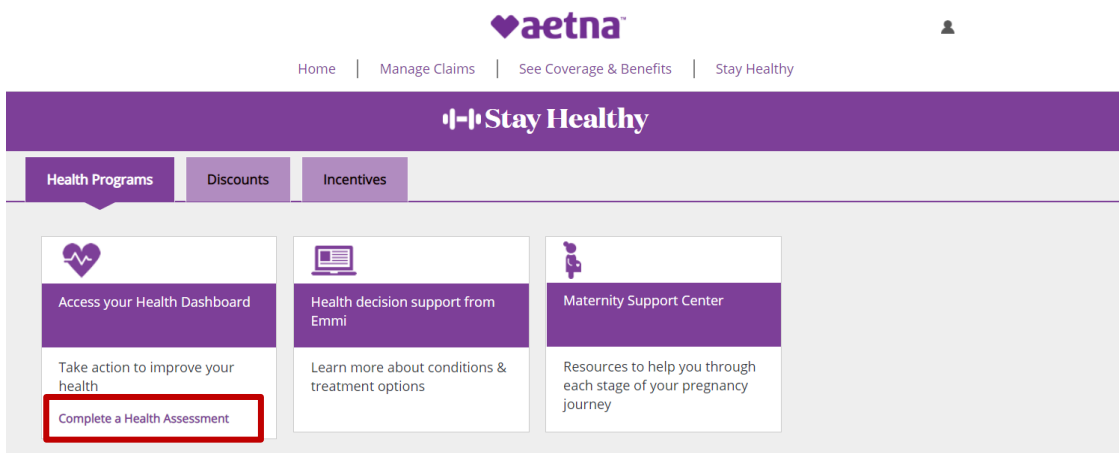 aetna™
Home | Manage Claims | See Coverage & Benefits | Stay Healthy
Stay Healthy
Health Programs
Discounts
Incentives
Access your Health Dashboard
Take action to improve your
health
Complete a Health Assessment
Health decision support from
Emmi
Learn more about conditions &
treatment options
Maternity Support Center
Resources to help you through
each stage of your pregnancy
journey